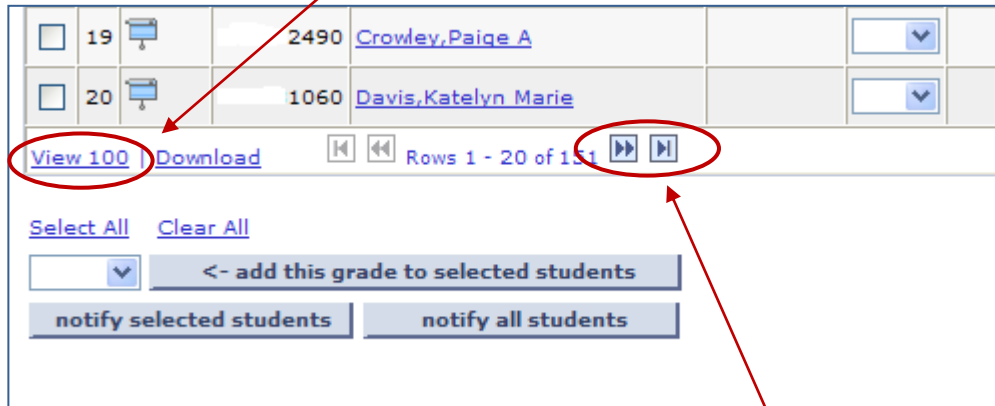 19 2490 Crowley,Paige A
20 1060 Davis,Katelyn Marie
View 100 | Download Rows 1 - 20 of 151
Select All Clear All
<- add this grade to selected students
notify selected students notify all students